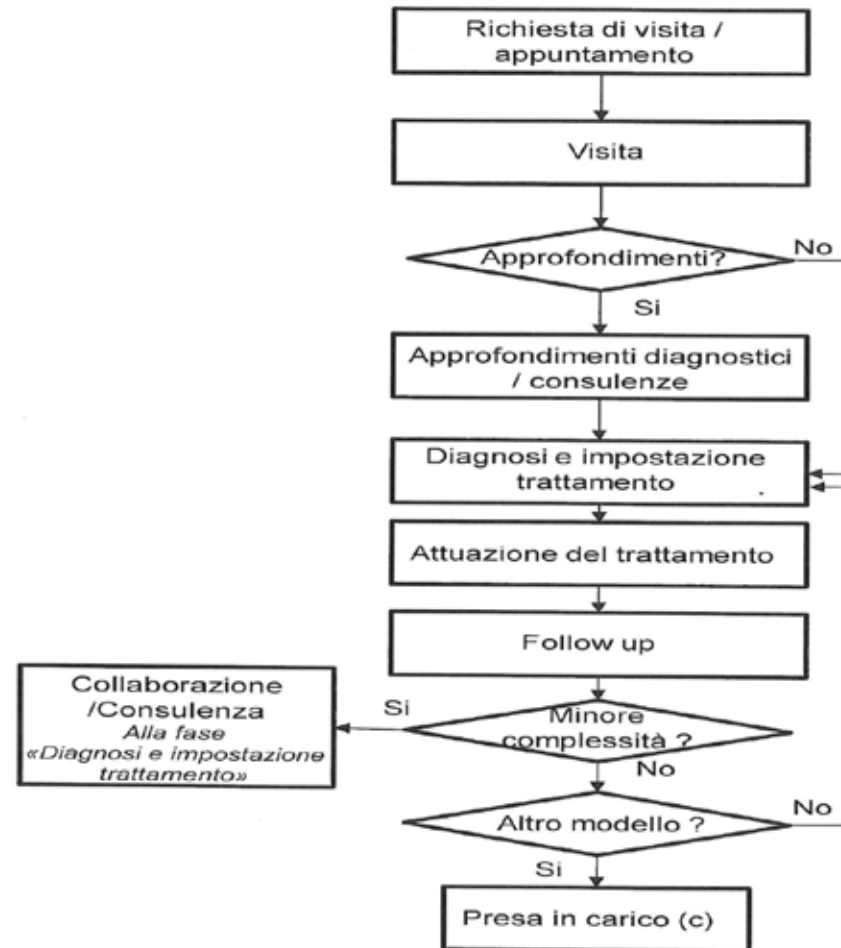 Richiesta di visita /
appuntamento
Visita
Approfondimenti?
No
Si
Approfondimenti diagnostici
/ consulenze
Diagnosi e impostazione
trattamento
Attuazione del trattamento
Follow up
Collaborazione
/Consulenza
Alla fase
«Diagnosi e impostazione
trattamento»
Si
Minore
complessità ?
No
Altro modello ?
No
Si
Presa in carico (c)